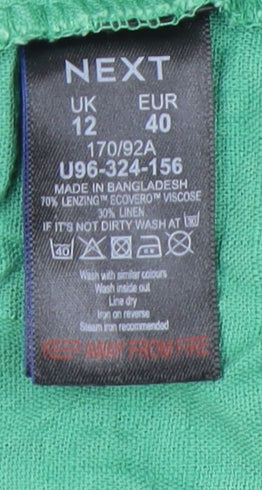 NEXT
UK EUR
12 40
170/92A
U96-324-156
MADE IN BANGLADESH
70% LENZING™ ECOVERO™ VISCOSE
30% LINEN
IF IT'S NOT DIRTY WASH AT 30
40
Wash with similar colours
Wash inside out
Line dry
Iron on reverse
Steam iron recommended
KEEP AWAY FROM FIRE